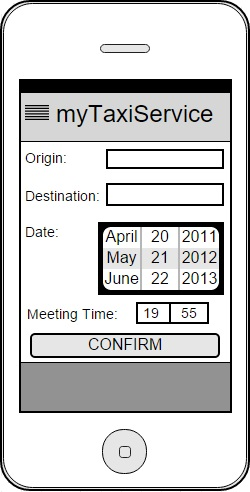 myTaxiService
Origin:
Destination:
Date:
April 20 2011
May 21 2012
June 22 2013
Meeting Time: 19 55
CONFIRM